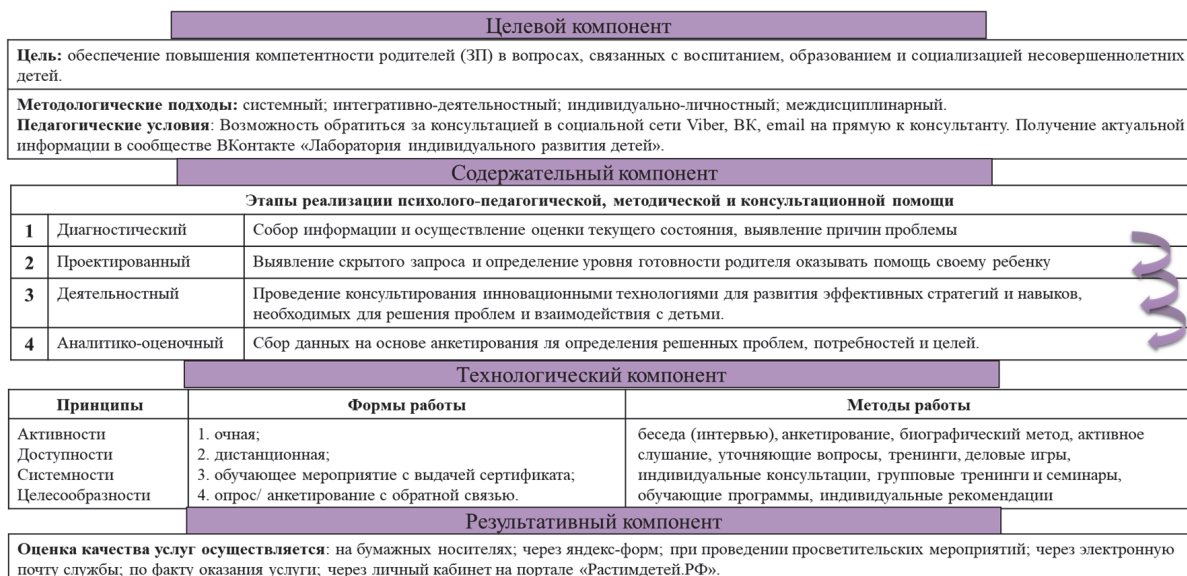 Целевой компонент
Цель: обеспечение повышения компетентности родителей (ЗП) в вопросах, связанных с воспитанием, образованием и социализацией несовершеннолетних
детей.
Методологические подходы: системный; интегративно-деятельностный; индивидуально-личностный; междисциплинарный.
Педагогические условия: Возможность обратиться за консультацией в социальной сети Viber, ВК, email на прямую к консультанту. Получение актуальной
информации в сообществе ВКонтакте «Лаборатория индивидуального развития детей».
Содержательный компонент
Этапы реализации психолого-педагогической, методической и консультационной помощи
1 Диагностический Собор информации и осуществление оценки текущего состояния, выявление причин проблемы
2 Проектированный Выявление скрытого запроса и определение уровня готовности родителя оказывать помощь своему ребенку
3 Деятельностный Проведение консультирования инновационными технологиями для развития эффективных стратегий и навыков,
необходимых для решения проблем и взаимодействия с детьми.
4 Аналитико-оценочный Сбор данных на основе анкетирования ля определения решенных проблем, потребностей и целей.
Технологический компонент
Принципы Формы работы Методы работы
Активности 1. очная; беседа (интервью), анкетирование, биографический метод, активное
Доступности 2. дистанционная; слушание, уточняющие вопросы, тренинги, деловые игры,
Системности 3. обучающее мероприятие с выдачей сертификата; индивидуальные консультации, групповые тренинги и семинары,
Целесообразности 4. опрос/ анкетирование с обратной связью. обучающие программы, индивидуальные рекомендации
Результативный компонент
Оценка качества услуг осуществляется: на бумажных носителях; через яндекс-форм; при проведении просветительских мероприятий; через электронную
почту службы; по факту оказания услуги; через личный кабинет на портале «Растимдетей.РФ».